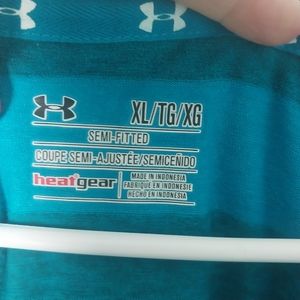 XL/TG/XG
SEMI-FITTED
COUPE SEMI-AJUSTÉE/SEMICEÑIDO
heatgear
MADE IN INDONESIA
FABRIQUÉ EN INDONÉSIE
HECHO EN INDONESIA